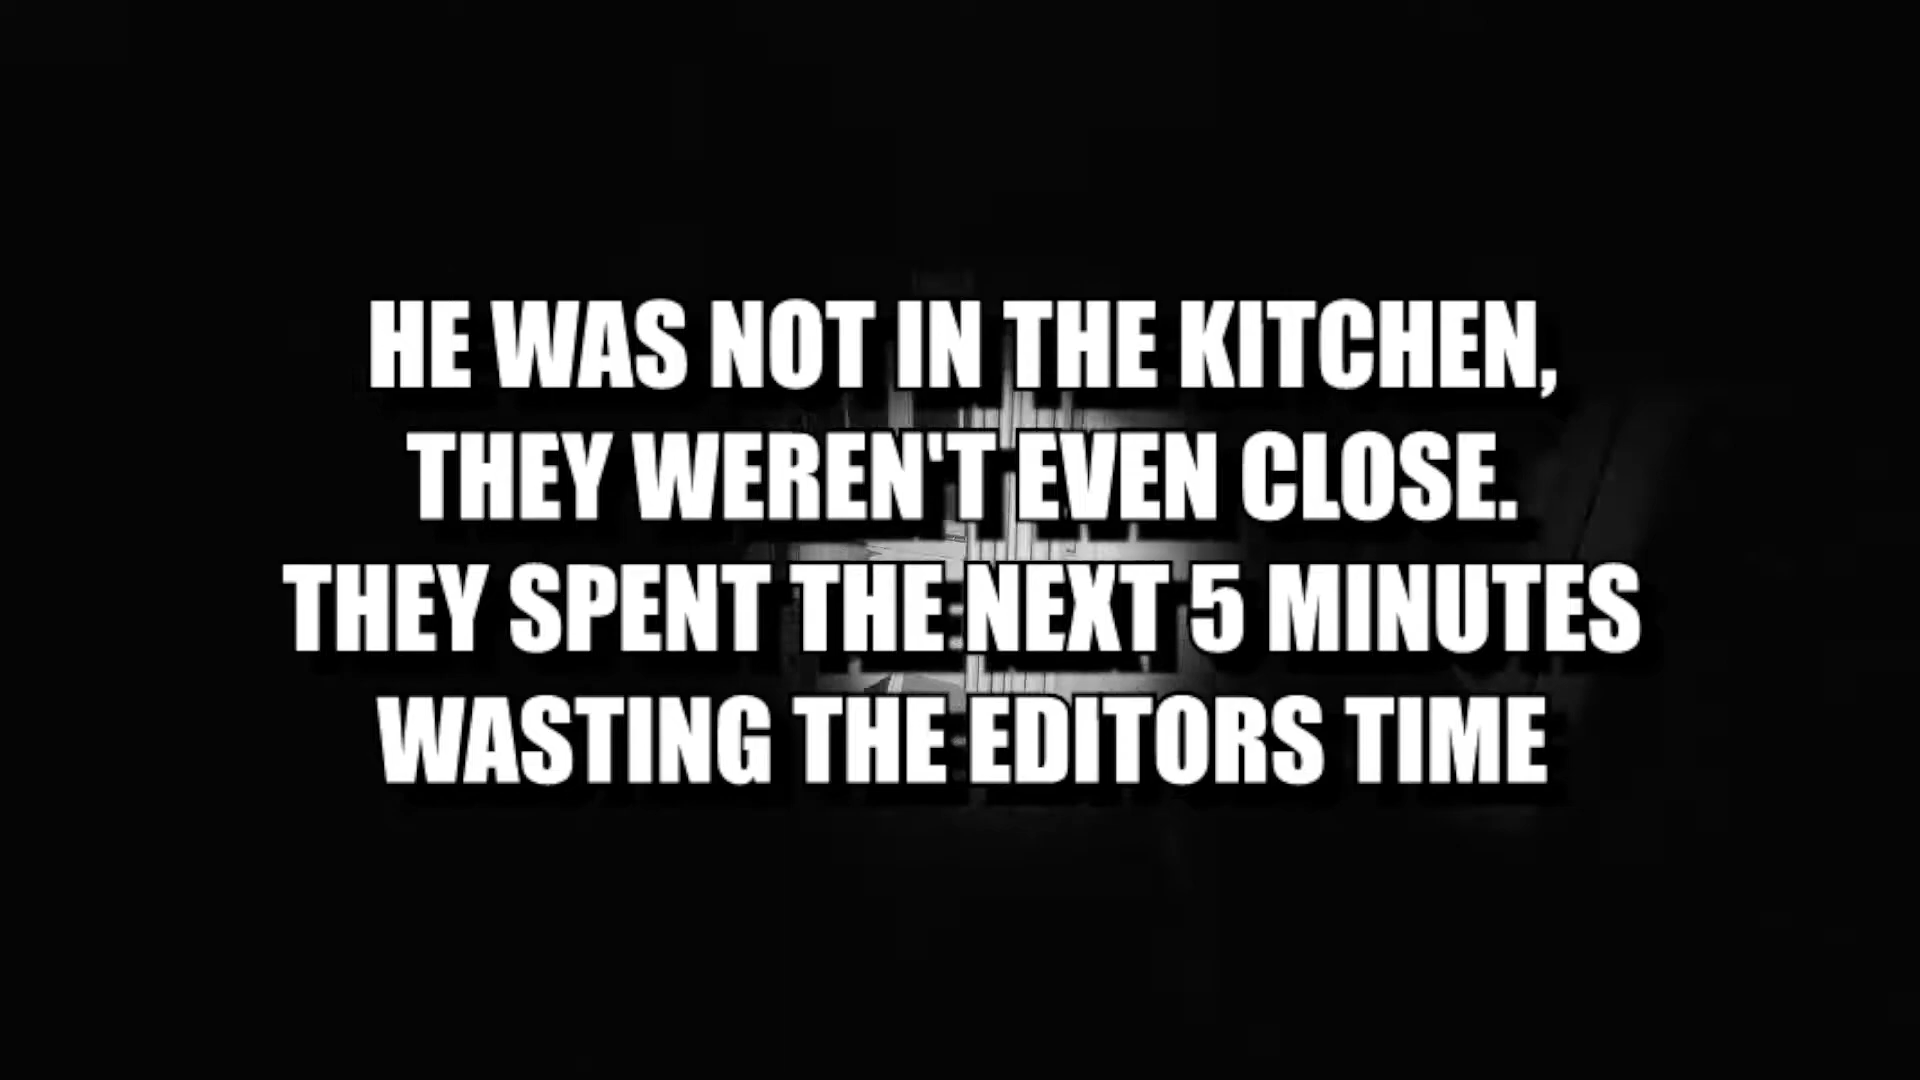 HE WAS NOT IN THE KITCHEN,
THEY WEREN'T EVEN CLOSE.
THEY SPENT THE NEXT 5 MINUTES
WASTING THE EDITORS TIME